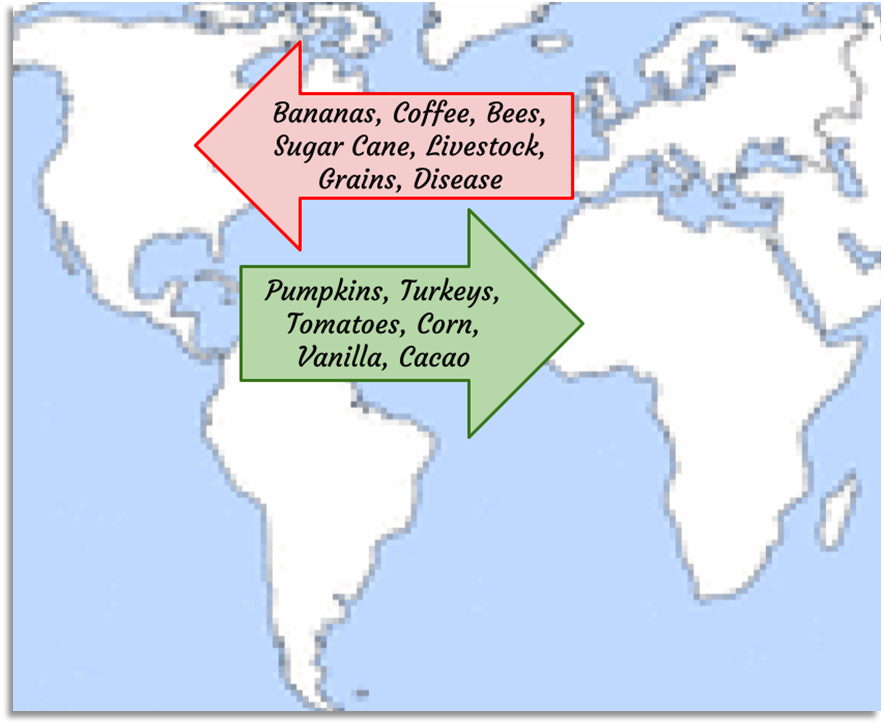 Bananas, Coffee, Bees,
Sugar Cane, Livestock,
Grains, Disease
Pumpkins, Turkeys,
Tomatoes, Corn,
Vanilla, Cacao